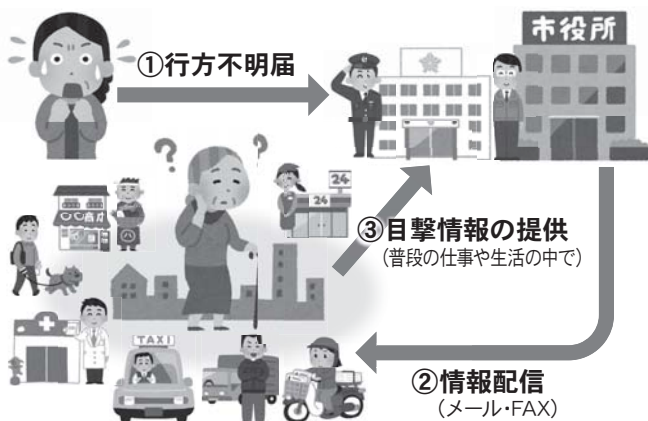 ①行方不明届
市役所
24
24
③目撃情報の提供
(普段の仕事や生活の中で)
TAXI
②情報配信
(メール・FAX)